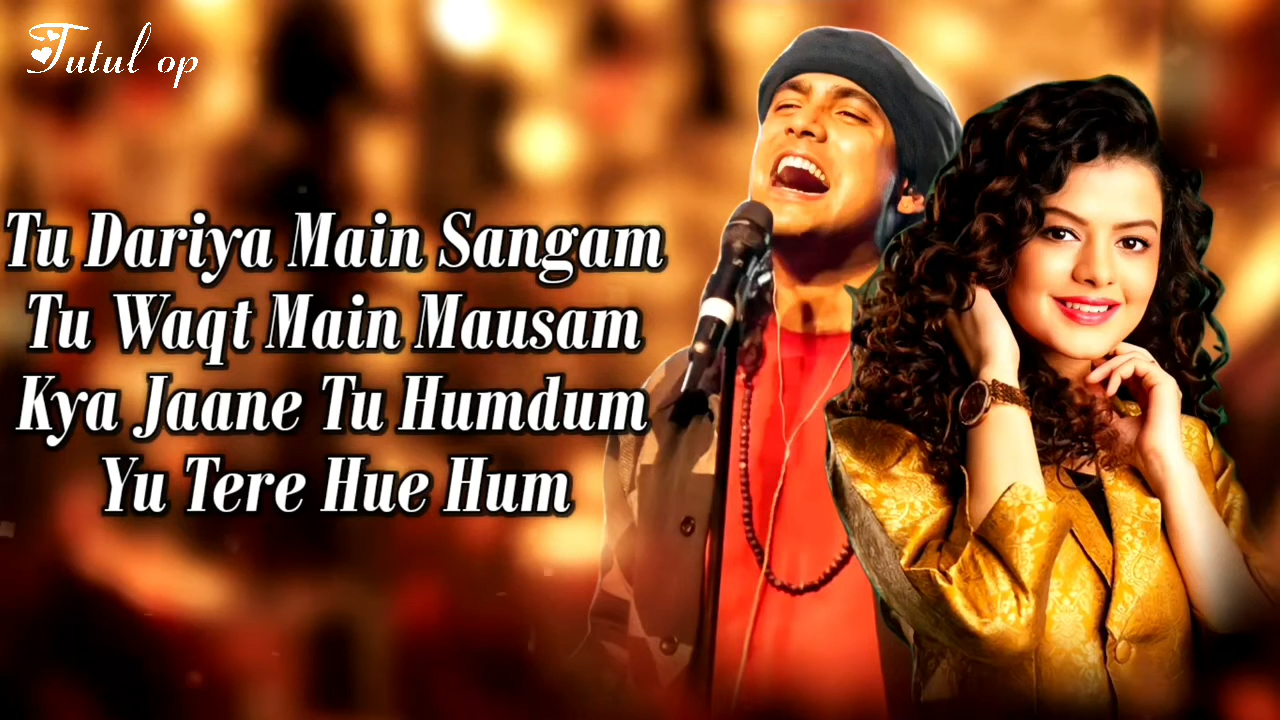 Tutul op
Tu Dariya Main Sangam
Tu Waqt Main Mausam
Kya Jaane Tu Humdum
Yu Tere Hue Hum